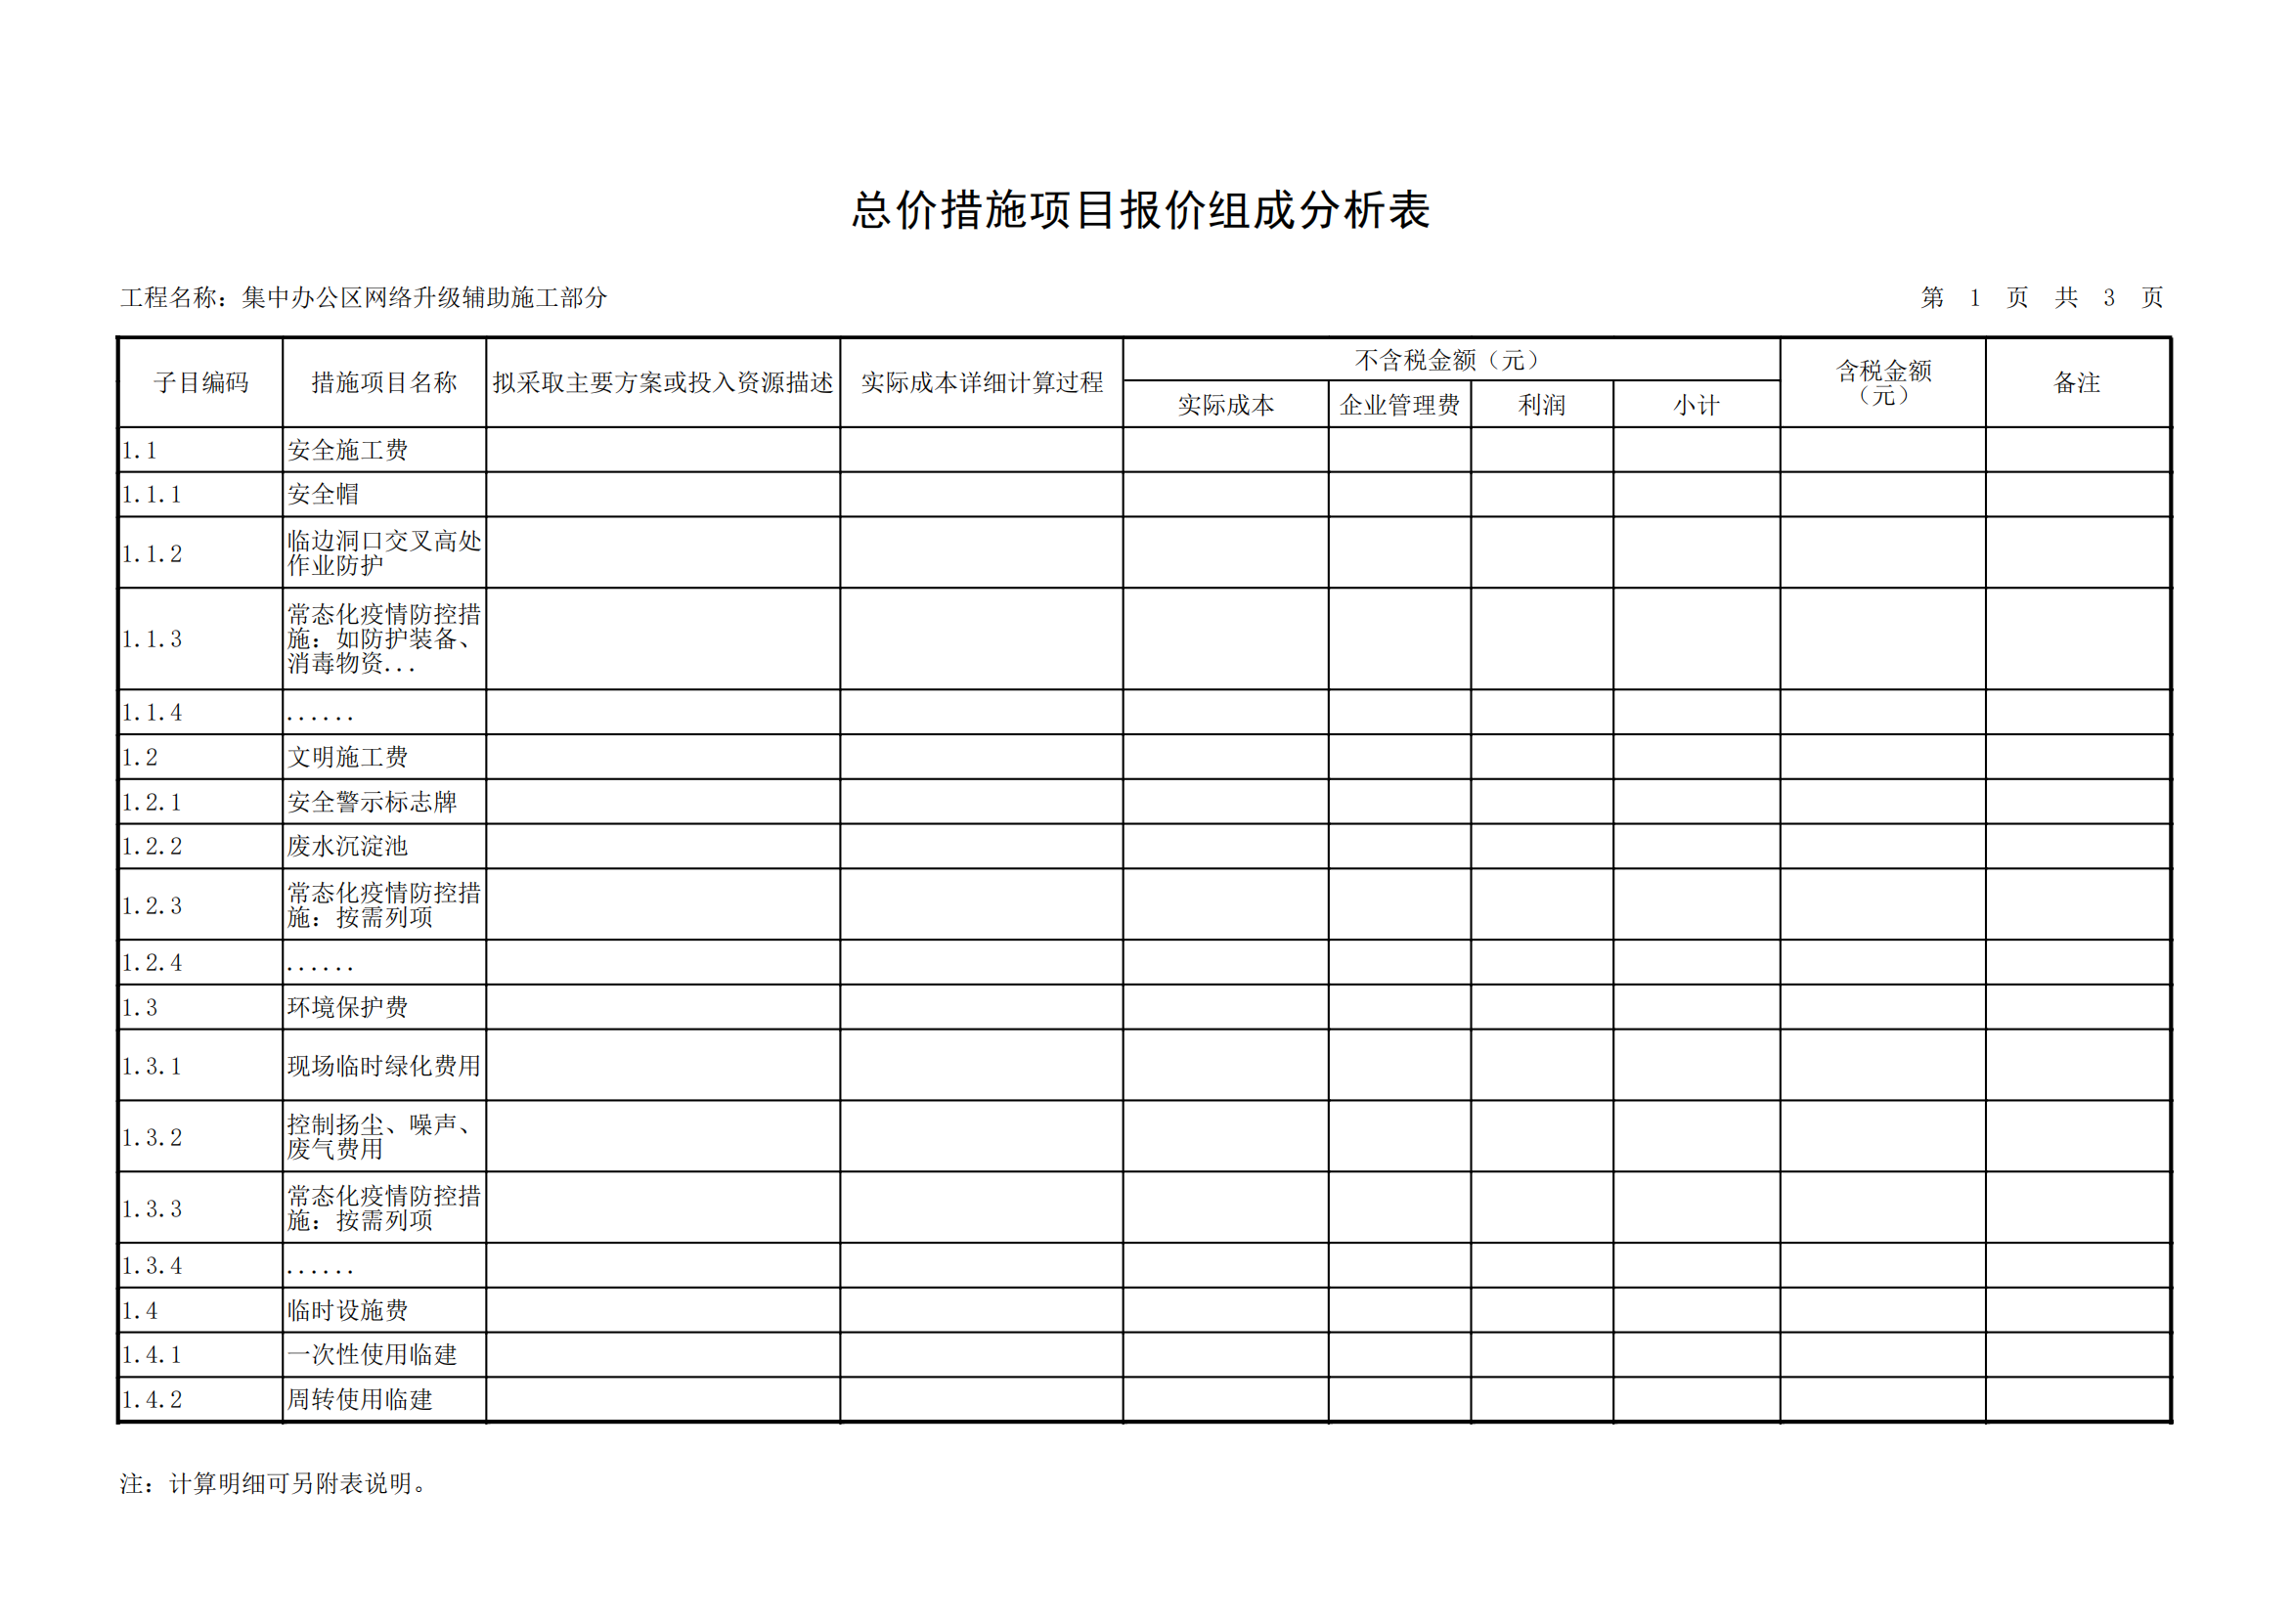 总价措施项目报价组成分析表
工程名称：集中办公区网络升级辅助施工部分
第 1 页 共 3 页
子目编码 措施项目名称 拟采取主要方案或投入资源描述 实际成本详细计算过程 不含税金额（元） 含税金额
（元） 备注
实际成本 企业管理费 利润 小计
1.1 安全施工费
1.1.1 安全帽
1.1.2 临边洞口交叉高处
作业防护
1.1.3 常态化疫情防控措
施：如防护装备、
消毒物资...
1.1.4 ......
1.2 文明施工费
1.2.1 安全警示标志牌
1.2.2 废水沉淀池
1.2.3 常态化疫情防控措
施：按需列项
1.2.4 ......
1.3 环境保护费
1.3.1 现场临时绿化费用
1.3.2 控制扬尘、噪声、
废气费用
1.3.3 常态化疫情防控措
施：按需列项
1.3.4 ......
1.4 临时设施费
1.4.1 一次性使用临建
1.4.2 周转使用临建
注：计算明细可另附表说明。